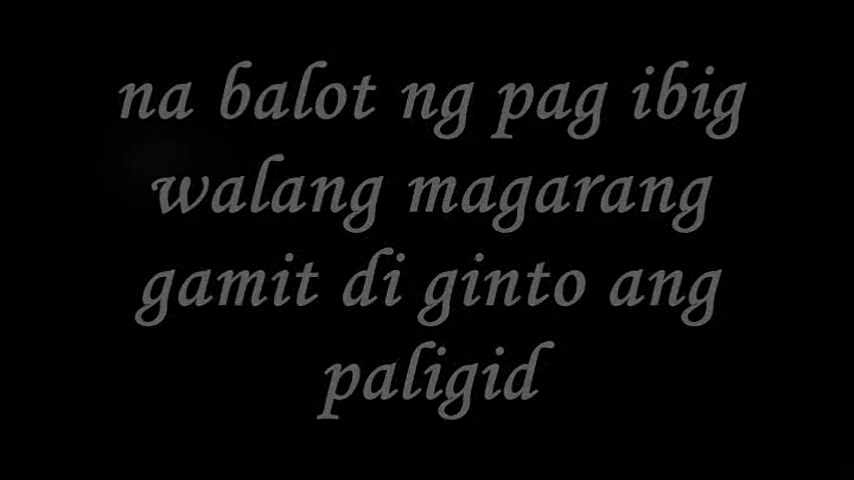 na balot ng pag ibig
walang magarang
gamit di ginto ang
paligid